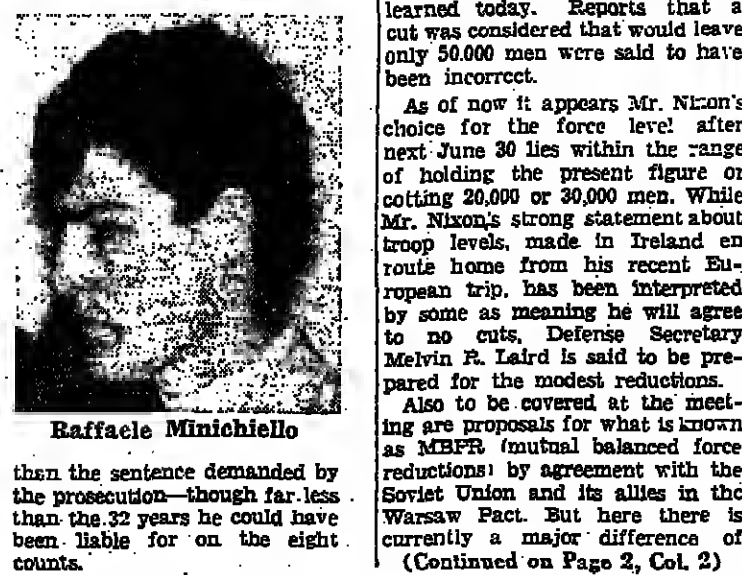 Raffaele Minichiello
than the sentence demanded by
the prosecution—though far less
than the 32 years he could have
been liable for on the eight
counts.
learned today. Reports that a
cut was considered that would leave
only 50.000 men were said to have
been incorrect.
As of now it appears Mr. Nixon's
choice for the force level after
next June 30 lies within the range
of holding the present figure or
cotting 20,000 or 30,000 men. While
Mr. Nixon's strong statement about
troop levels, made in Ireland en
route home from his recent Eu-
ropean trip, has been interpreted
by some as meaning he will agree
to no cuts, Defense Secretary
Melvin R. Laird is said to be pre-
pared for the modest reductions.
Also to be covered at the meet-
ing are proposals for what is known
as MBFR (mutual balanced force
reductions) by agreement with the
Soviet Union and its allies in the
Warsaw Pact. But here there is
currently a major difference of
(Continued on Page 2, Col. 2)